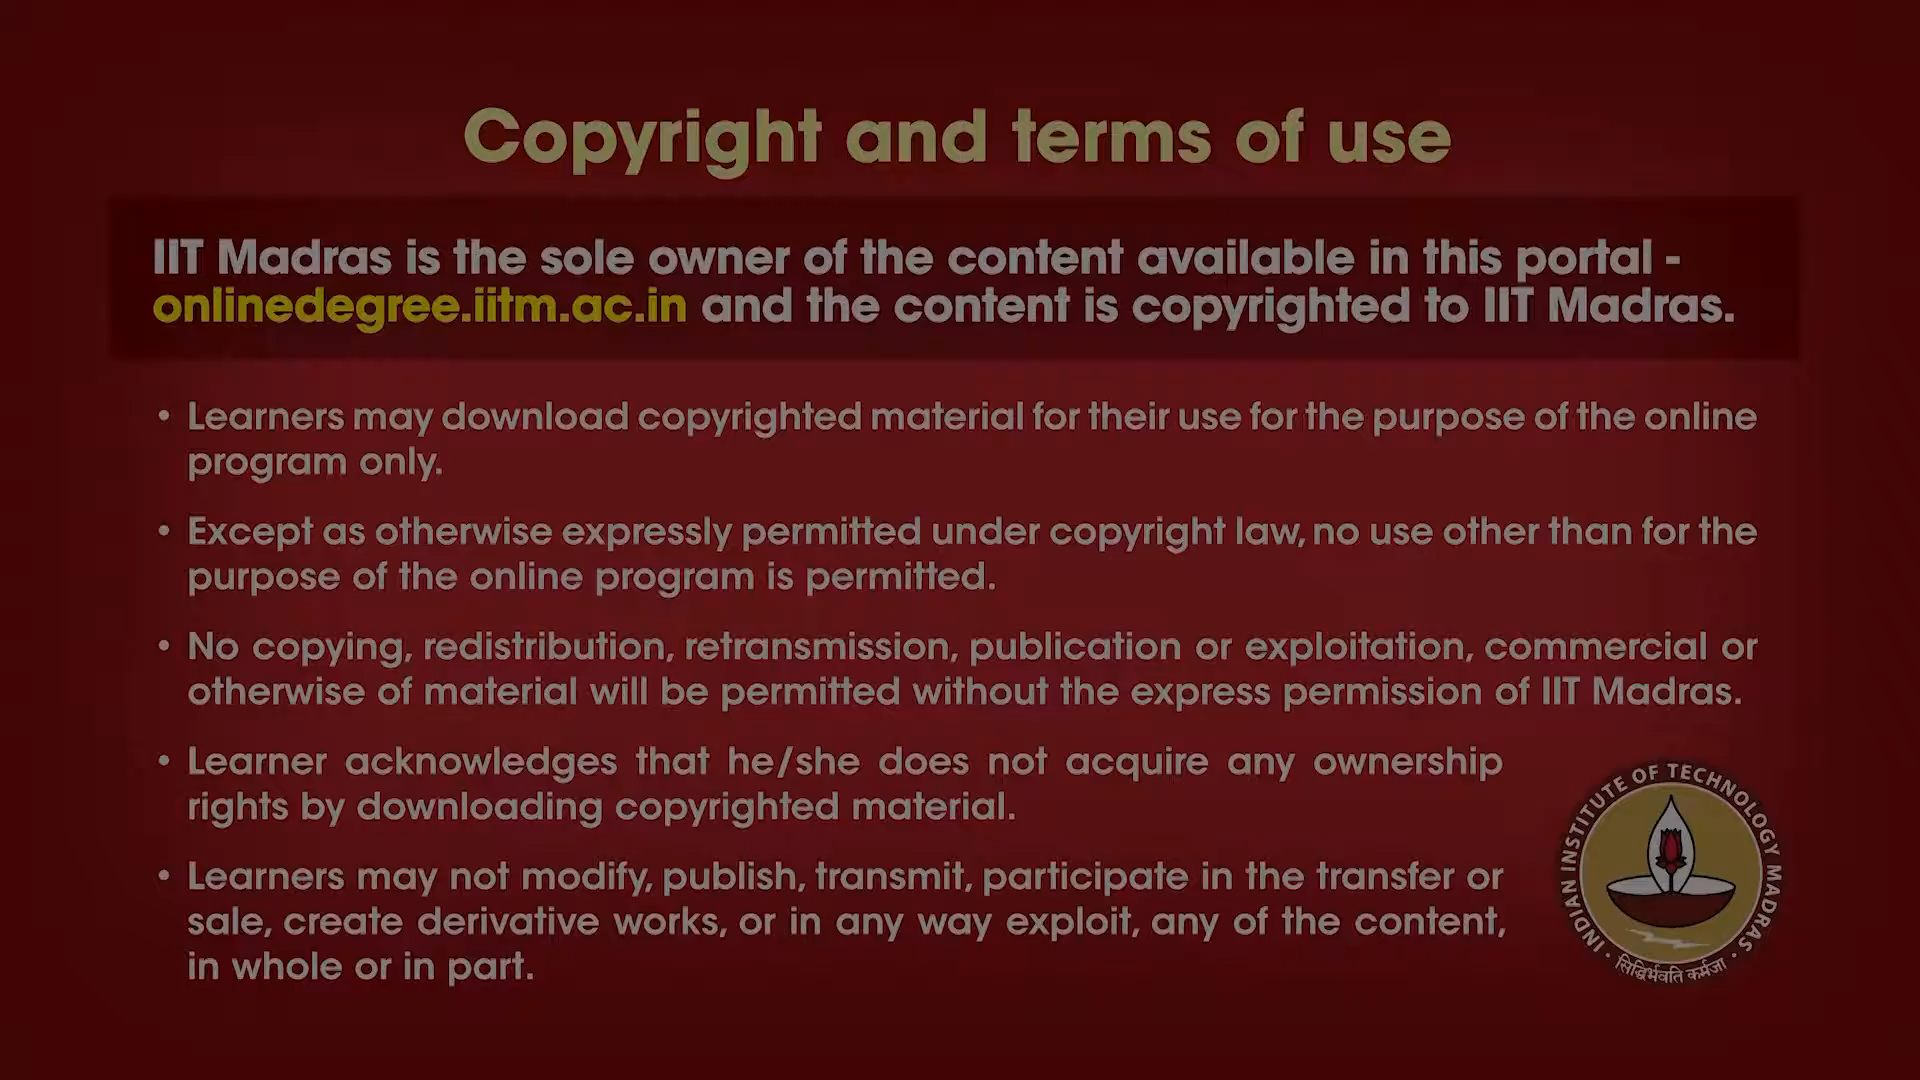 Copyright and terms of use
IIT Madras is the sole owner of the content available in this portal -
onlinedegree.iitm.ac.in and the content is copyrighted to IIT Madras.
• Learners may download copyrighted material for their use for the purpose of the online
program only.
• Except as otherwise expressly permitted under copyright law, no use other than for the
purpose of the online program is permitted.
• No copying, redistribution, retransmission, publication or exploitation, commercial or
otherwise of material will be permitted without the express permission of IIT Madras.
• Learner acknowledges that he/she does not acquire any ownership
rights by downloading copyrighted material.
• Learners may not modify, publish, transmit, participate in the transfer or
sale, create derivative works, or in any way exploit, any of the content,
in whole or in part.
INDIAN INSTITUTE OF TECHNOLOGY MADRAS
सिद्धिर्भवति कर्मजा